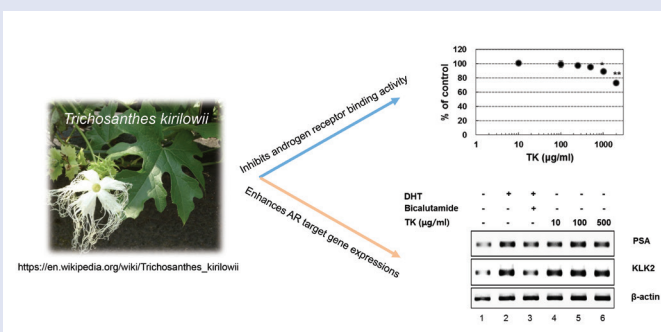 Trichosanthes kirilowii
https://en.wikipedia.org/wiki/Trichosanthes_kirilowii
Inhibits androgen receptor binding activity
Enhances AR target gene expressions
% of control
120
100
80
60
40
20
0
*
**
1 10 100 1000
TK (µg/ml)
DHT - + + - - -
Bicalutamide - - + - - -
TK (µg/ml) - - - 10 100 500
PSA
KLK2
β-actin
1 2 3 4 5 6